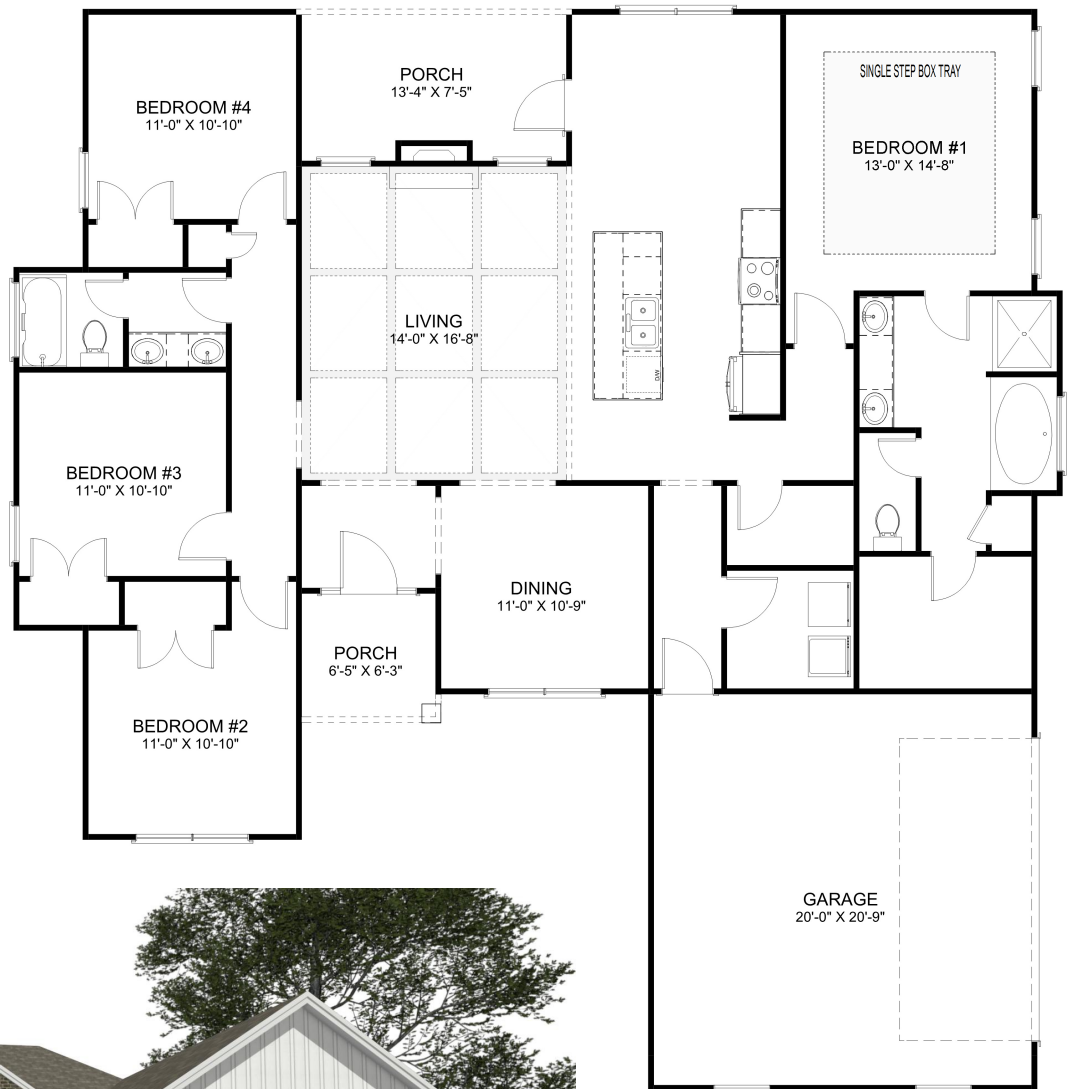 PORCH
13'-4" X 7'-5"
SINGLE STEP BOX TRAY
BEDROOM #4
11'-0" X 10'-10"
BEDROOM #1
13'-0" X 14'-8"
LIVING
14'-0" X 16'-8"
D/W
BEDROOM #3
11'-0" X 10'-10"
DINING
11'-0" X 10'-9"
PORCH
6'-5" X 6'-3"
BEDROOM #2
11'-0" X 10'-10"
GARAGE
20'-0" X 20'-9"